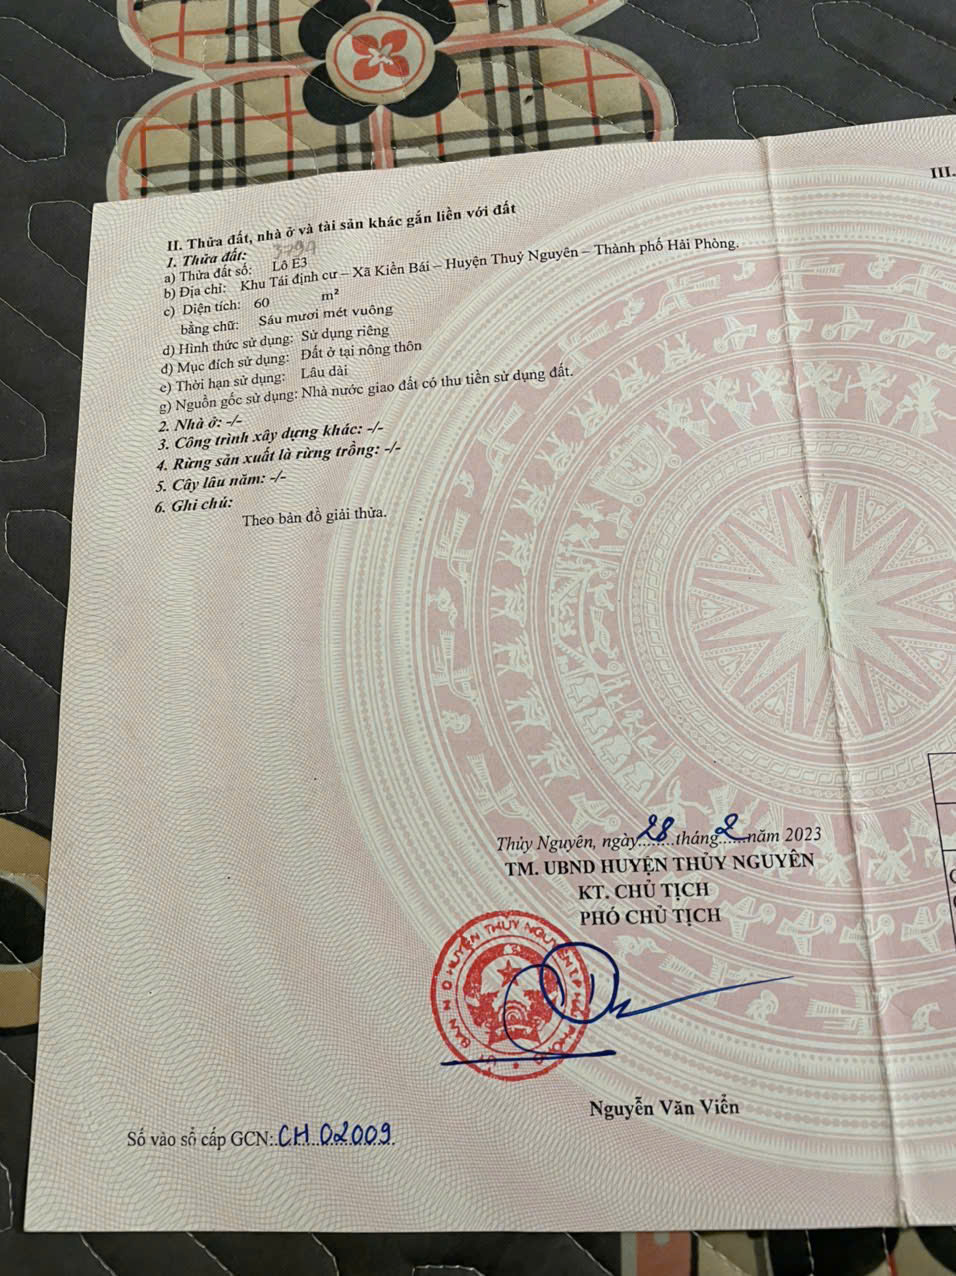 II. Thửa đất, nhà ở và tài sản khác gắn liền với đất
1. Thửa đất:
a) Thửa đất số: Lô E3
b) Địa chỉ: Khu Tái định cư – Xã Kiền Bái – Huyện Thuỷ Nguyên – Thành phố Hải Phòng.
c) Diện tích: 60 m²
bằng chữ: Sáu mươi mét vuông
d) Hình thức sử dụng: Sử dụng riêng
đ) Mục đích sử dụng: Đất ở tại nông thôn
e) Thời hạn sử dụng: Lâu dài
g) Nguồn gốc sử dụng: Nhà nước giao đất có thu tiền sử dụng đất.
2. Nhà ở: -/-
3. Công trình xây dựng khác: -/-
4. Rừng sản xuất là rừng trồng: -/-
5. Cây lâu năm: -/-
6. Ghi chú:
Theo bản đồ giải thửa.
III.
Thủy Nguyên, ngày 28 tháng 2 năm 2023
TM. UBND HUYỆN THỦY NGUYÊN
KT. CHỦ TỊCH
PHÓ CHỦ TỊCH
Nguyễn Văn Viển
Số vào sổ cấp GCN: CH 02009